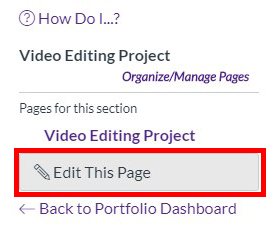 How Do I...?
Video Editing Project
Organize/Manage Pages
Pages for this section
Video Editing Project
Edit This Page
Back to Portfolio Dashboard